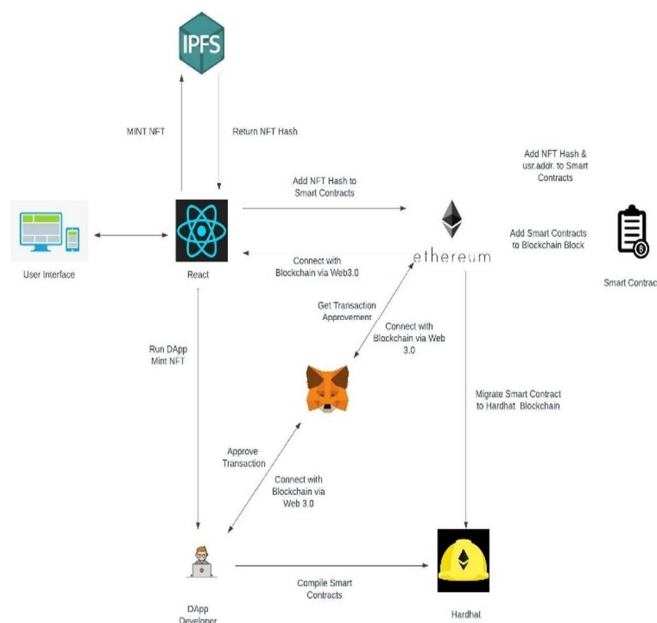 IPFS
MINT NFT
Return NFT Hash
Add NFT Hash &
usr.addr. to Smart
Contracts
Add NFT Hash to
Smart Contracts
Add Smart Contracts
to Blockchain Block
User Interface
React
Connect with
Blockchain via Web3.0
ethereum
Smart Contrac
Get Transaction
Approvement
Connect with
Blockchain via Web
3.0
Run DApp
Mint NFT
Migrate Smart Contract
to Hardhat Blockchain
Approve
Transaction
Connect with
Blockchain via
Web 3.0
Compile Smart
Contracts
DApp
Developer
Hardhat